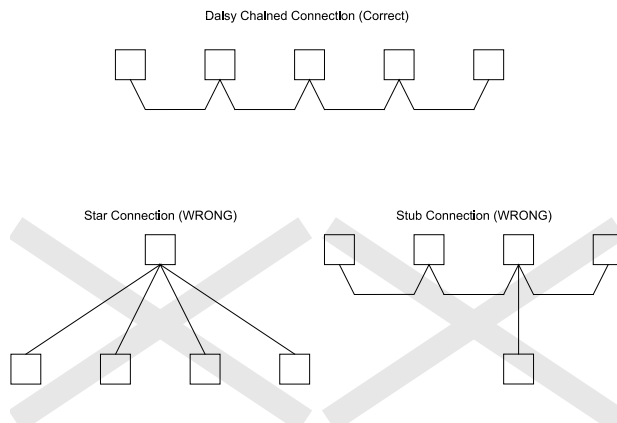 Daisy Chained Connection (Correct)
Star Connection (WRONG)
Stub Connection (WRONG)